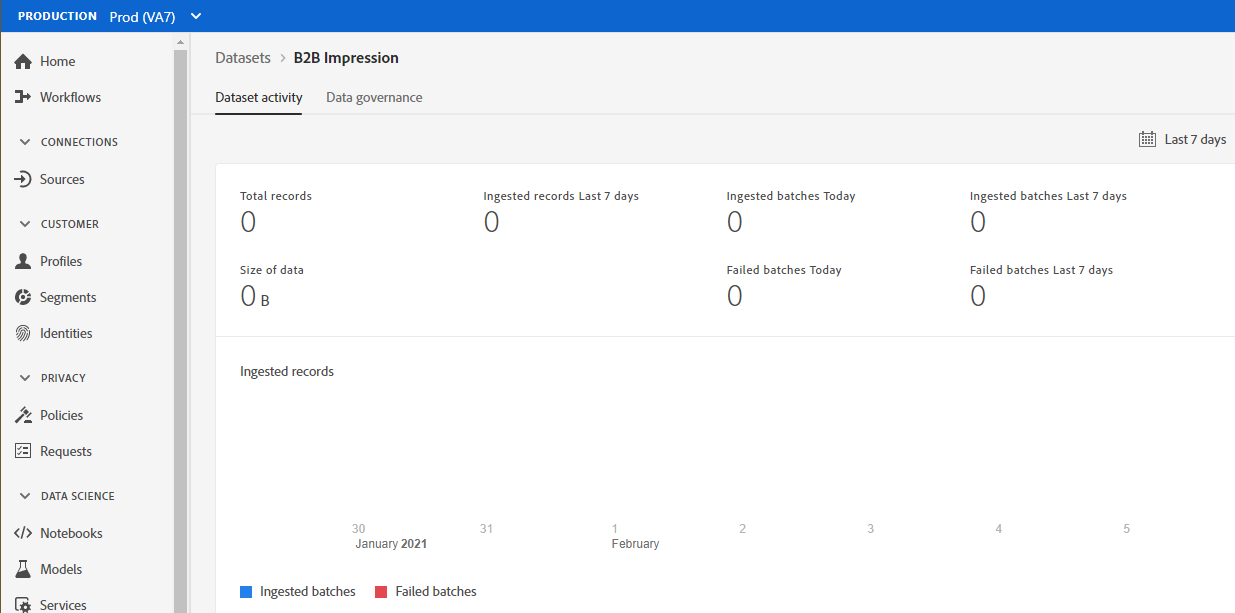 PRODUCTION Prod (VA7)
Home
Workflows
CONNECTIONS
Sources
CUSTOMER
Profiles
Segments
Identities
PRIVACY
Policies
Requests
DATA SCIENCE
Notebooks
Models
Services
Datasets > B2B Impression
Dataset activity Data governance
Last 7 days
Total records Ingested records Last 7 days Ingested batches Today Ingested batches Last 7 days
0 0 0 0
Size of data Failed batches Today Failed batches Last 7 days
0 B 0 0
Ingested records
30 31 1 2 3 4 5
January 2021 February
Ingested batches Failed batches